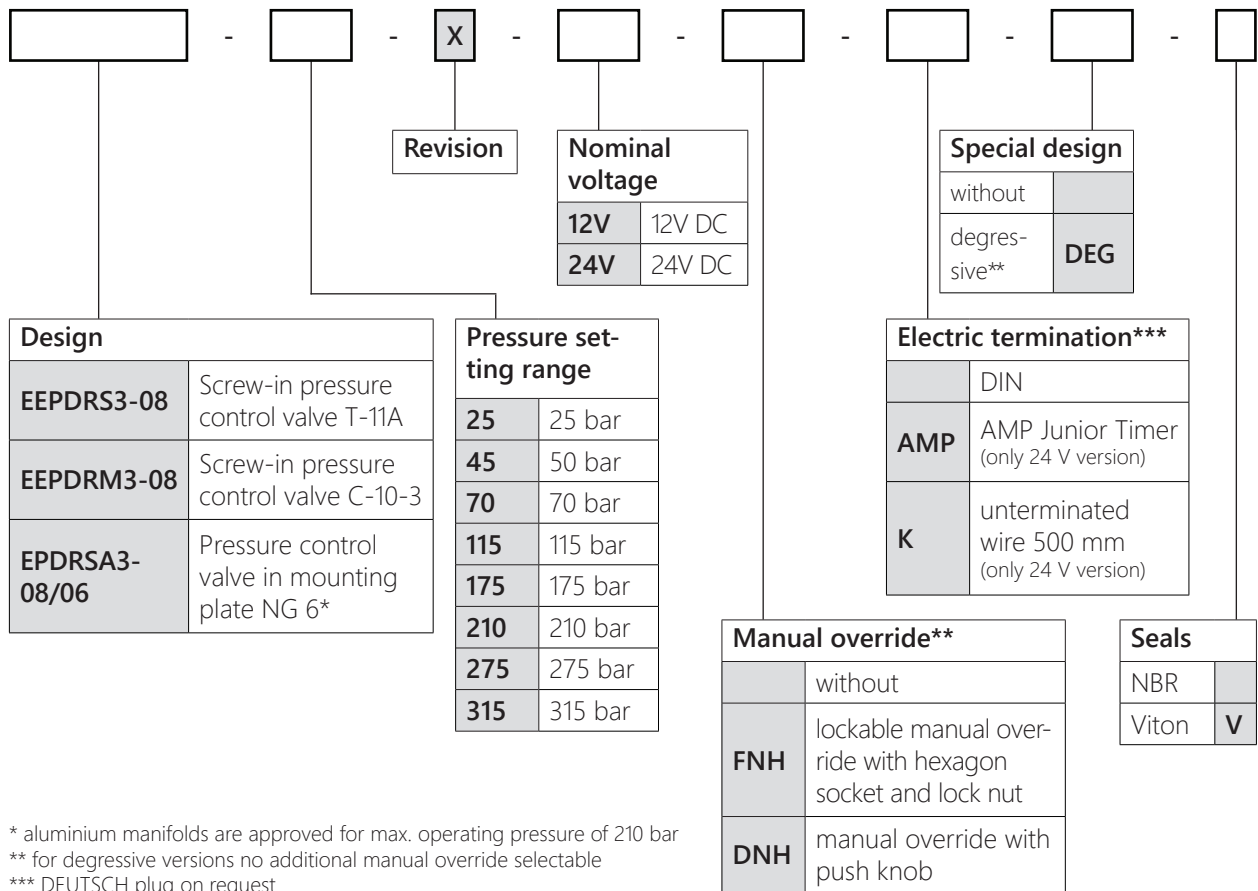 - - X - - - - -
Revision
Nominal
voltage
12V 12V DC
24V 24V DC
Special design
without
degres-
sive** DEG
Design
EEPDRS3-08 Screw-in pressure
control valve T-11A
EEPDRM3-08 Screw-in pressure
control valve C-10-3
EPDRSA3-
08/06
Pressure control
valve in mounting
plate NG 6*
Pressure set-
ting range
25 25 bar
45 50 bar
70 70 bar
115 115 bar
175 175 bar
210 210 bar
275 275 bar
315 315 bar
Electric termination***
DIN
AMP AMP Junior Timer
(only 24 V version)
K unterminated
wire 500 mm
(only 24 V version)
Manual override**
without
FNH lockable manual over-
ride with hexagon
socket and lock nut
DNH manual override with
push knob
Seals
NBR
Viton V
* aluminium manifolds are approved for max. operating pressure of 210 bar
** for degressive versions no additional manual override selectable
*** DEUTSCH plug on request